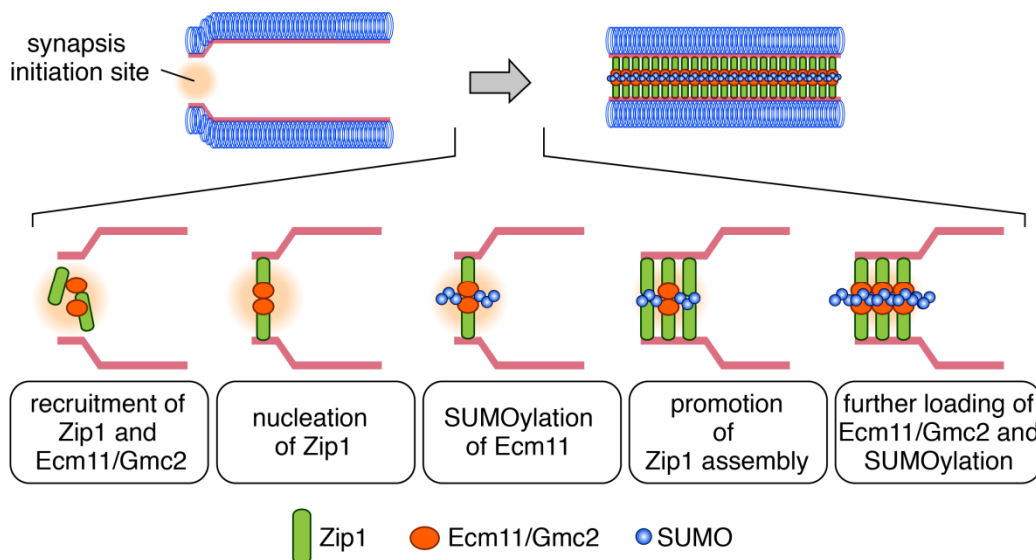 synapsis
initiation site
recruitment of
Zip1 and
Ecm11/Gmc2
nucleation
of Zip1
SUMOylation
of Ecm11
promotion
of
Zip1 assembly
further loading of
Ecm11/Gmc2 and
SUMOylation
Zip1
Ecm11/Gmc2
SUMO